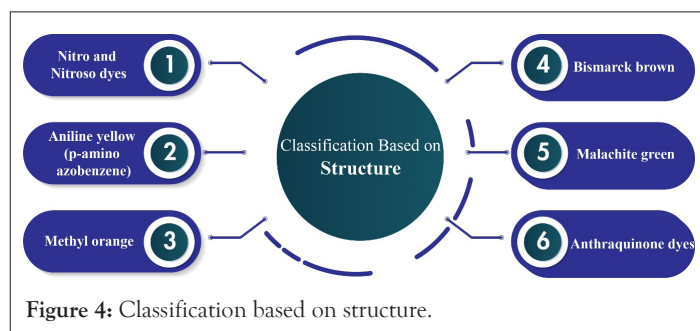 Nitro and
Nitroso dyes
1
Aniline yellow
(p-amino
azobenzene)
2
Methyl orange
3
Classification Based on
Structure
4
Bismarck brown
5
Malachite green
6
Anthraquinone dyes
Figure 4: Classification based on structure.